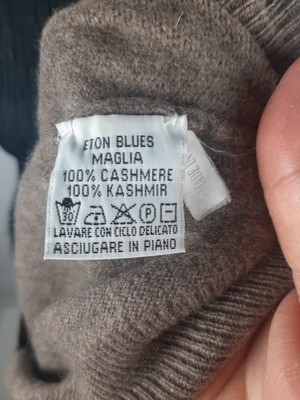 ETON BLUES
MAGLIA
100% CASHMERE
100% KASHMIR
30 P
LAVARE CON CICLO DELICATO
ASCIUGARE IN PIANO